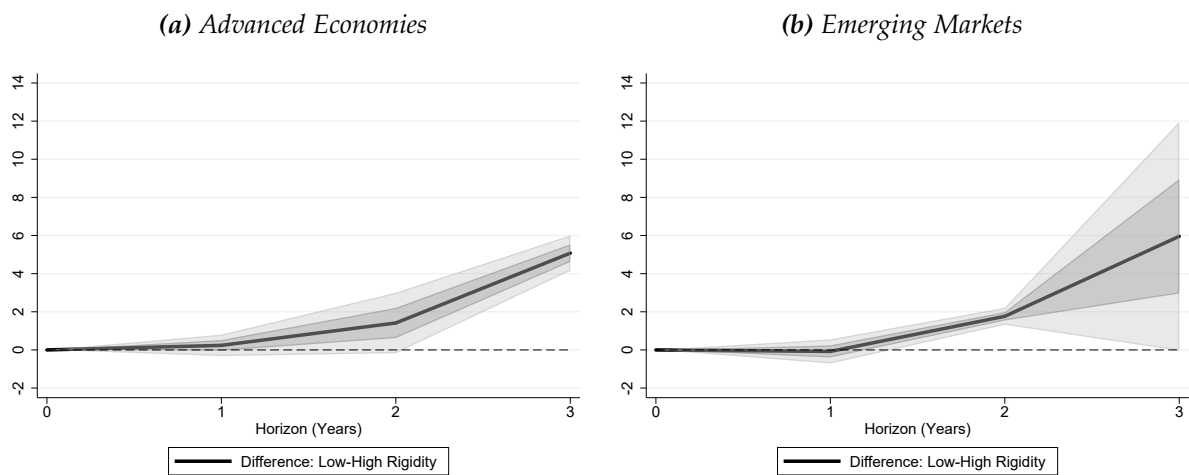 (a) Advanced Economies
14
12
10
8
6
4
2
0
-2
0 1 2 3
Horizon (Years)
Difference: Low-High Rigidity
(b) Emerging Markets
14
12
10
8
6
4
2
0
-2
0 1 2 3
Horizon (Years)
Difference: Low-High Rigidity